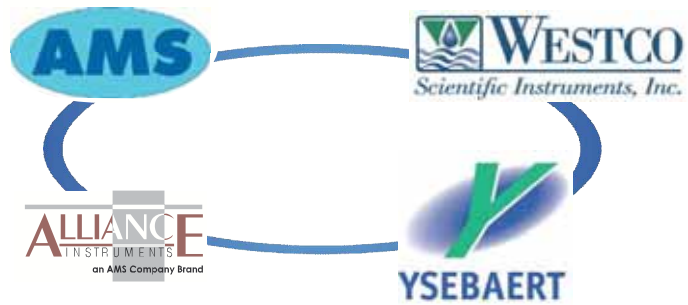 AMS
WESTCO
Scientific Instruments, Inc.
ALLIANCE
INSTRUMENTS
an AMS Company Brand
Y
YSEBAERT